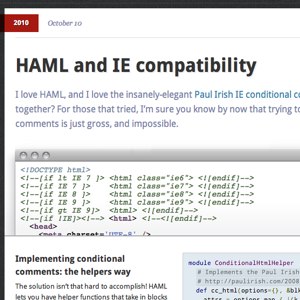 2010 October 10
HAML and IE compatibility
I love HAML, and I love the insanely-elegant Paul Irish IE conditional co
together? For those that tried, I'm sure you know by now that trying to
comments is just gross, and impossible.
<!DOCTYPE html>
<!--[if lt IE 7 ]> <html class="ie6"> <![endif]-->
<!--[if IE 7 ]> <html class="ie7"> <![endif]-->
<!--[if IE 8 ]> <html class="ie8"> <![endif]-->
<!--[if IE 9 ]> <html class="ie9"> <![endif]-->
<!--[if gt IE 9]> <html> <![endif]-->
<!--[if !IE]><!--> <html> <!--<![endif]-->
<head>
<meta charset="UTF-8" />
Implementing conditional
comments: the helpers way
The solution isn't that hard to accomplish! HAML
lets you have helper functions that take in blocks
module ConditionalHtmlHelper
# Implements the Paul Irish
# http://paulirish.com/2008
def cc_html(options={}, &bl
attrs = options.map { |(k